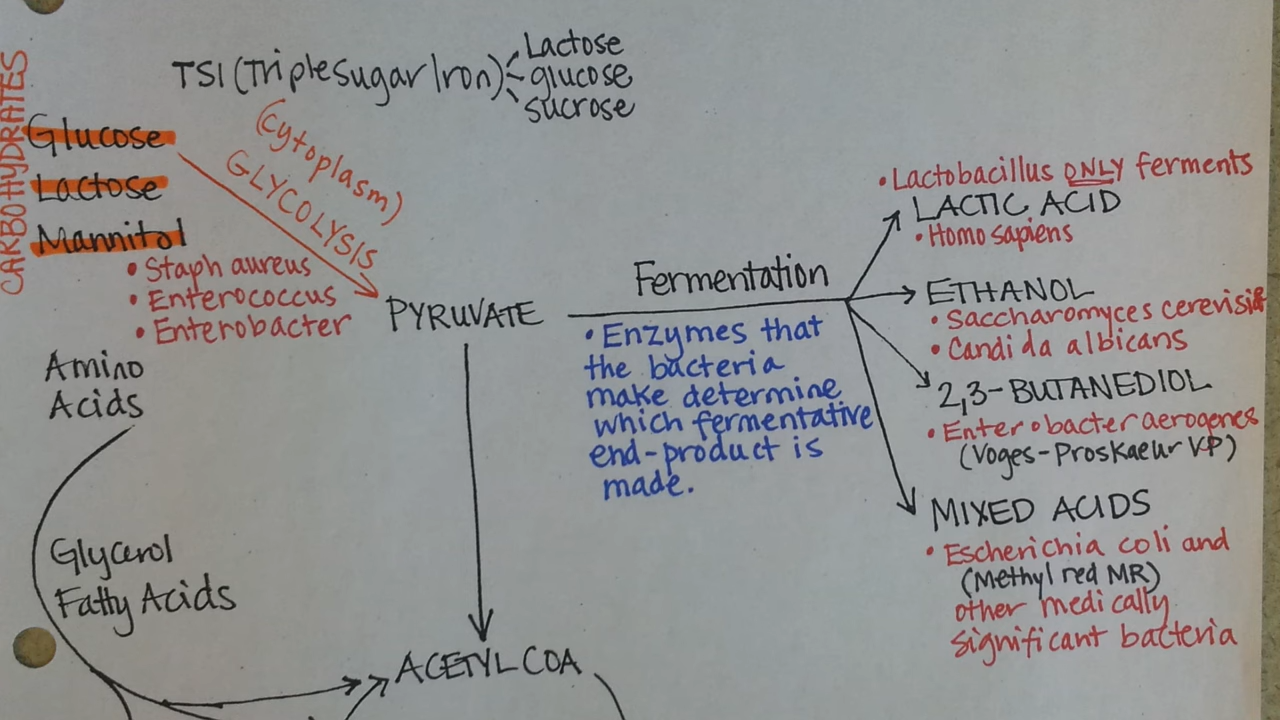 TSI (Triple Sugar Iron)
Lactose
glucose
sucrose
CARBOHYDRATES
Glucose
Lactose
Mannitol
• Staph aureus
• Enterococcus
• Enterobacter
(cytoplasm)
GLYCOLYSIS
PYRUVATE
Fermentation
• Enzymes that
the bacteria
make determine
which fermentative
end-product is
made.
• Lactobacillus ONLY ferments
LACTIC ACID
• Homo sapiens
ETHANOL
• Saccharomyces cerevisiae
• Candida albicans
2,3-BUTANEDIOL
• Enterobacter aerogenes
(Voges-Proskaeur VP)
MIXED ACIDS
• Escherichia coli and
(Methyl red MR)
other medically
significant bacteria
Amino
Acids
Glycerol
Fatty Acids
ACETYL COA